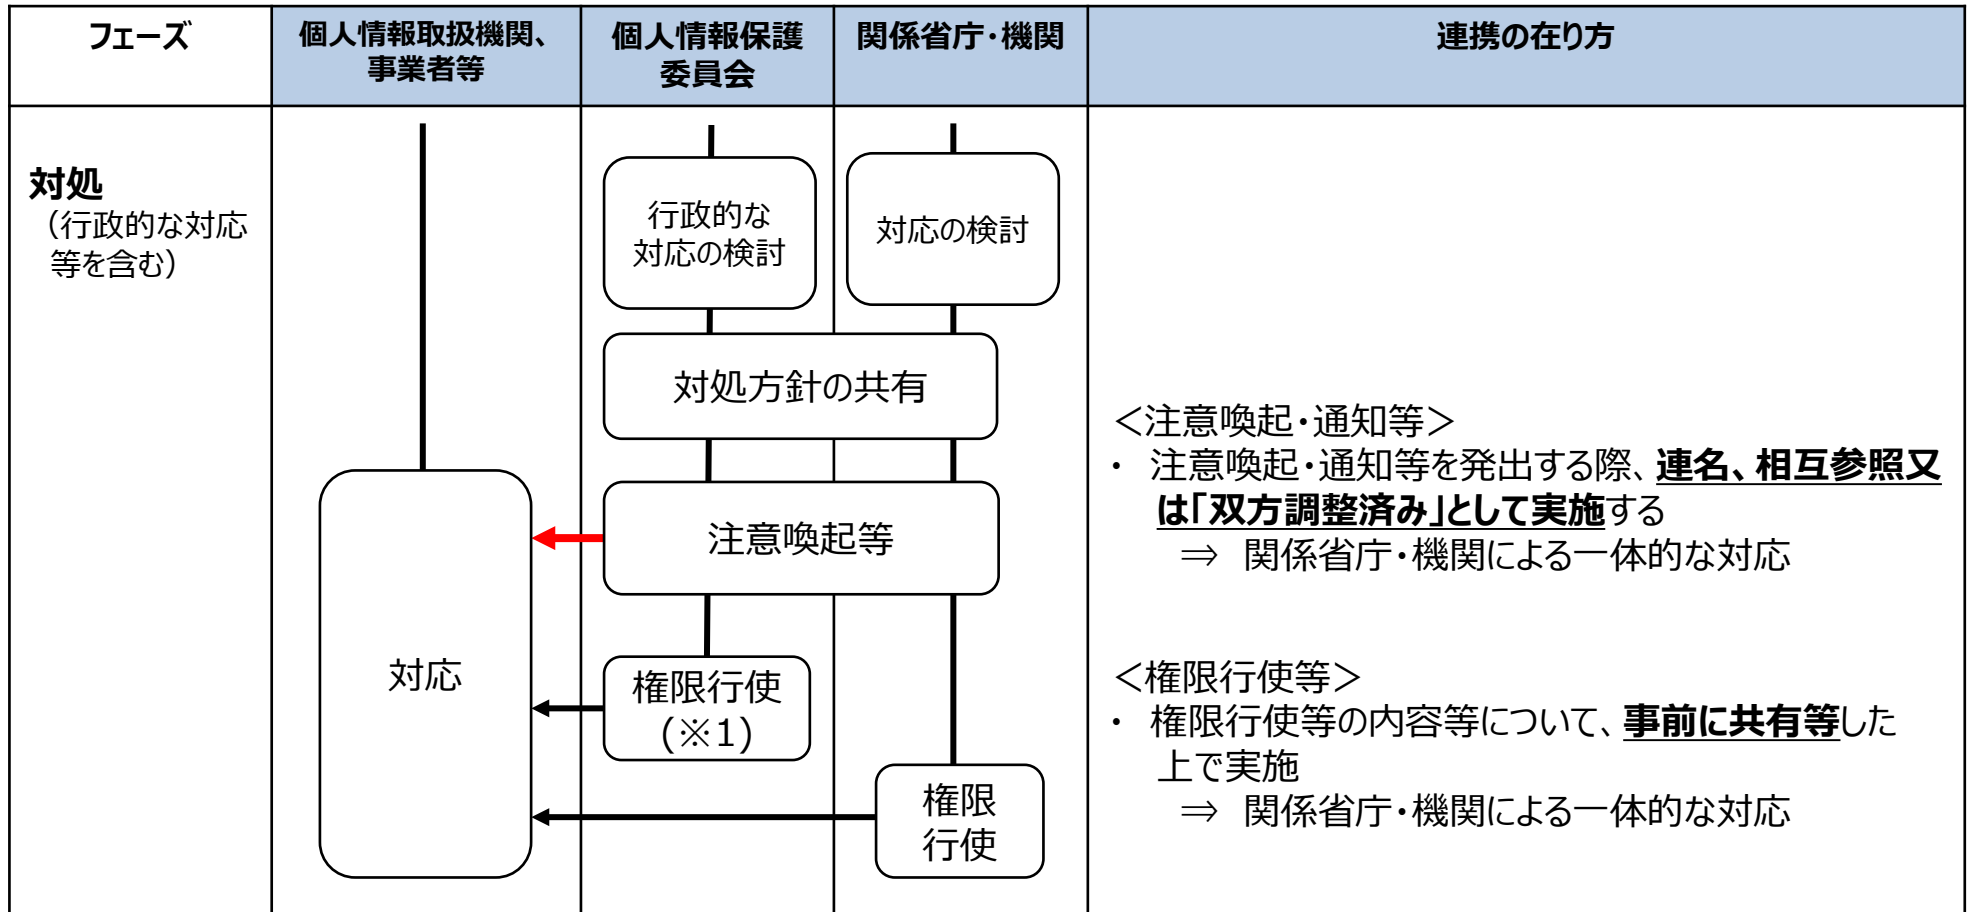 フェーズ
個人情報取扱機関、
事業者等
個人情報保護
委員会
関係省庁・機関
連携の在り方
対処
（行政的な対応
等を含む）
行政的な
対応の検討
対応の検討
対処方針の共有
注意喚起等
対応
権限行使
(※1)
権限
行使
＜注意喚起・通知等＞
・ 注意喚起・通知等を発出する際、連名、相互参照又
は「双方調整済み」として実施する
⇒ 関係省庁・機関による一体的な対応
＜権限行使等＞
・ 権限行使等の内容等について、事前に共有等した
上で実施
⇒ 関係省庁・機関による一体的な対応